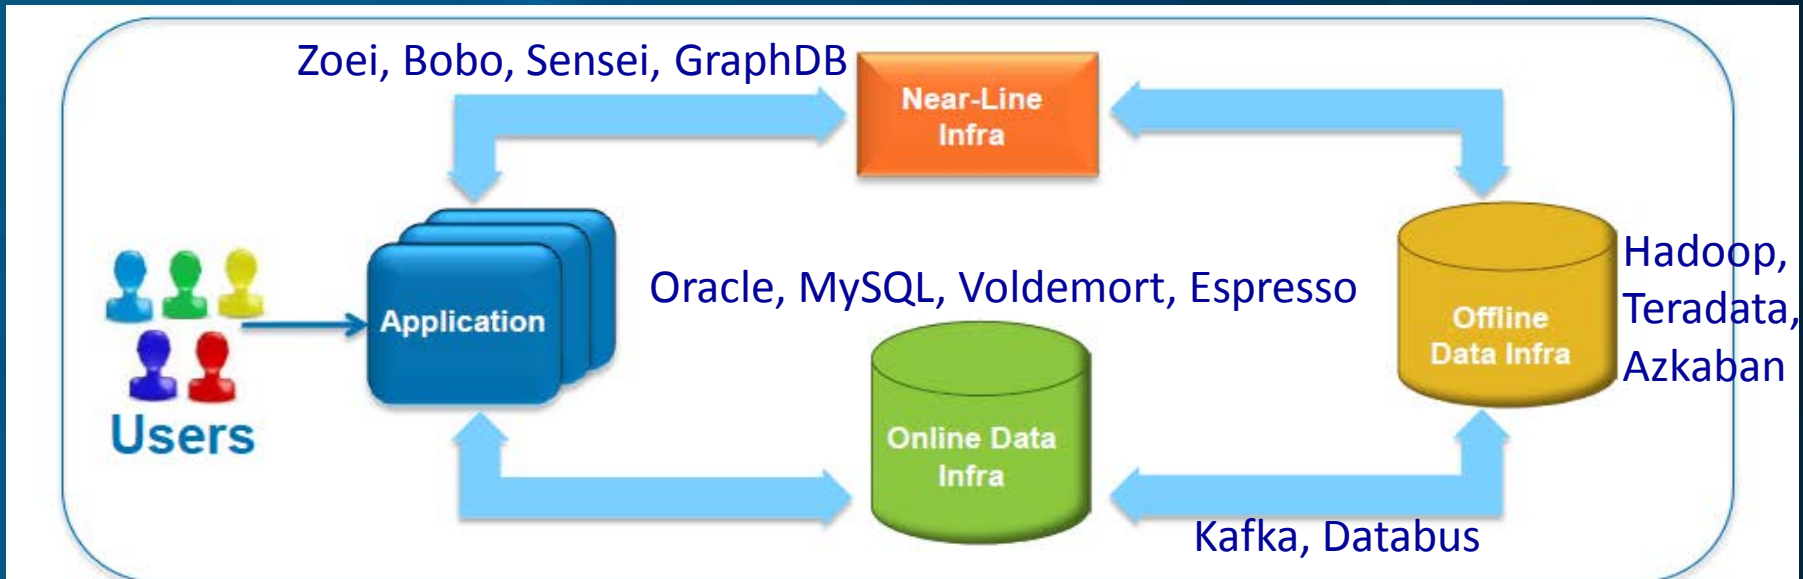 Zoei, Bobo, Sensei, GraphDB
Near-Line
Infra
Users
Application
Oracle, MySQL, Voldemort, Espresso
Online Data
Infra
Offline
Data Infra
Hadoop,
Teradata,
Azkaban
Kafka, Databus